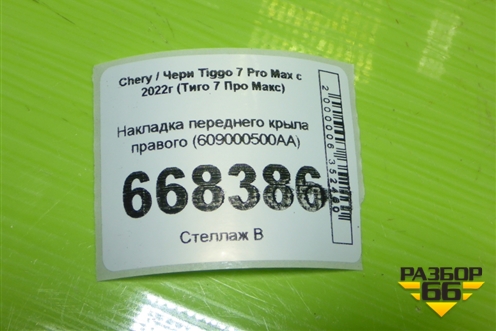 Chery / Чери Tiggo 7 Pro Max с
2022г (Тиго 7 Про Макс)
Накладка переднего крыла
правого (609000500AA)
668386
Стеллаж В
РАЗБОР
66